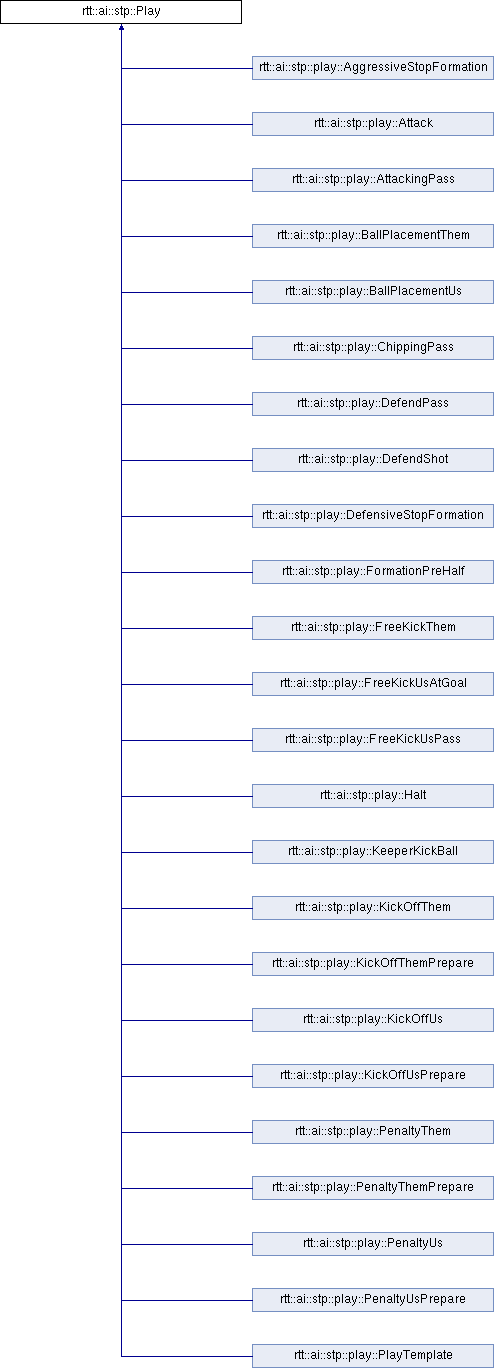 rtt::ai::stp::Play
rtt::ai::stp::play::AggressiveStopFormation
rtt::ai::stp::play::Attack
rtt::ai::stp::play::AttackingPass
rtt::ai::stp::play::BallPlacementThem
rtt::ai::stp::play::BallPlacementUs
rtt::ai::stp::play::ChippingPass
rtt::ai::stp::play::DefendPass
rtt::ai::stp::play::DefendShot
rtt::ai::stp::play::DefensiveStopFormation
rtt::ai::stp::play::FormationPreHalf
rtt::ai::stp::play::FreeKickThem
rtt::ai::stp::play::FreeKickUsAtGoal
rtt::ai::stp::play::FreeKickUsPass
rtt::ai::stp::play::Halt
rtt::ai::stp::play::KeeperKickBall
rtt::ai::stp::play::KickOffThem
rtt::ai::stp::play::KickOffThemPrepare
rtt::ai::stp::play::KickOffUs
rtt::ai::stp::play::KickOffUsPrepare
rtt::ai::stp::play::PenaltyThem
rtt::ai::stp::play::PenaltyThemPrepare
rtt::ai::stp::play::PenaltyUs
rtt::ai::stp::play::PenaltyUsPrepare
rtt::ai::stp::play::PlayTemplate